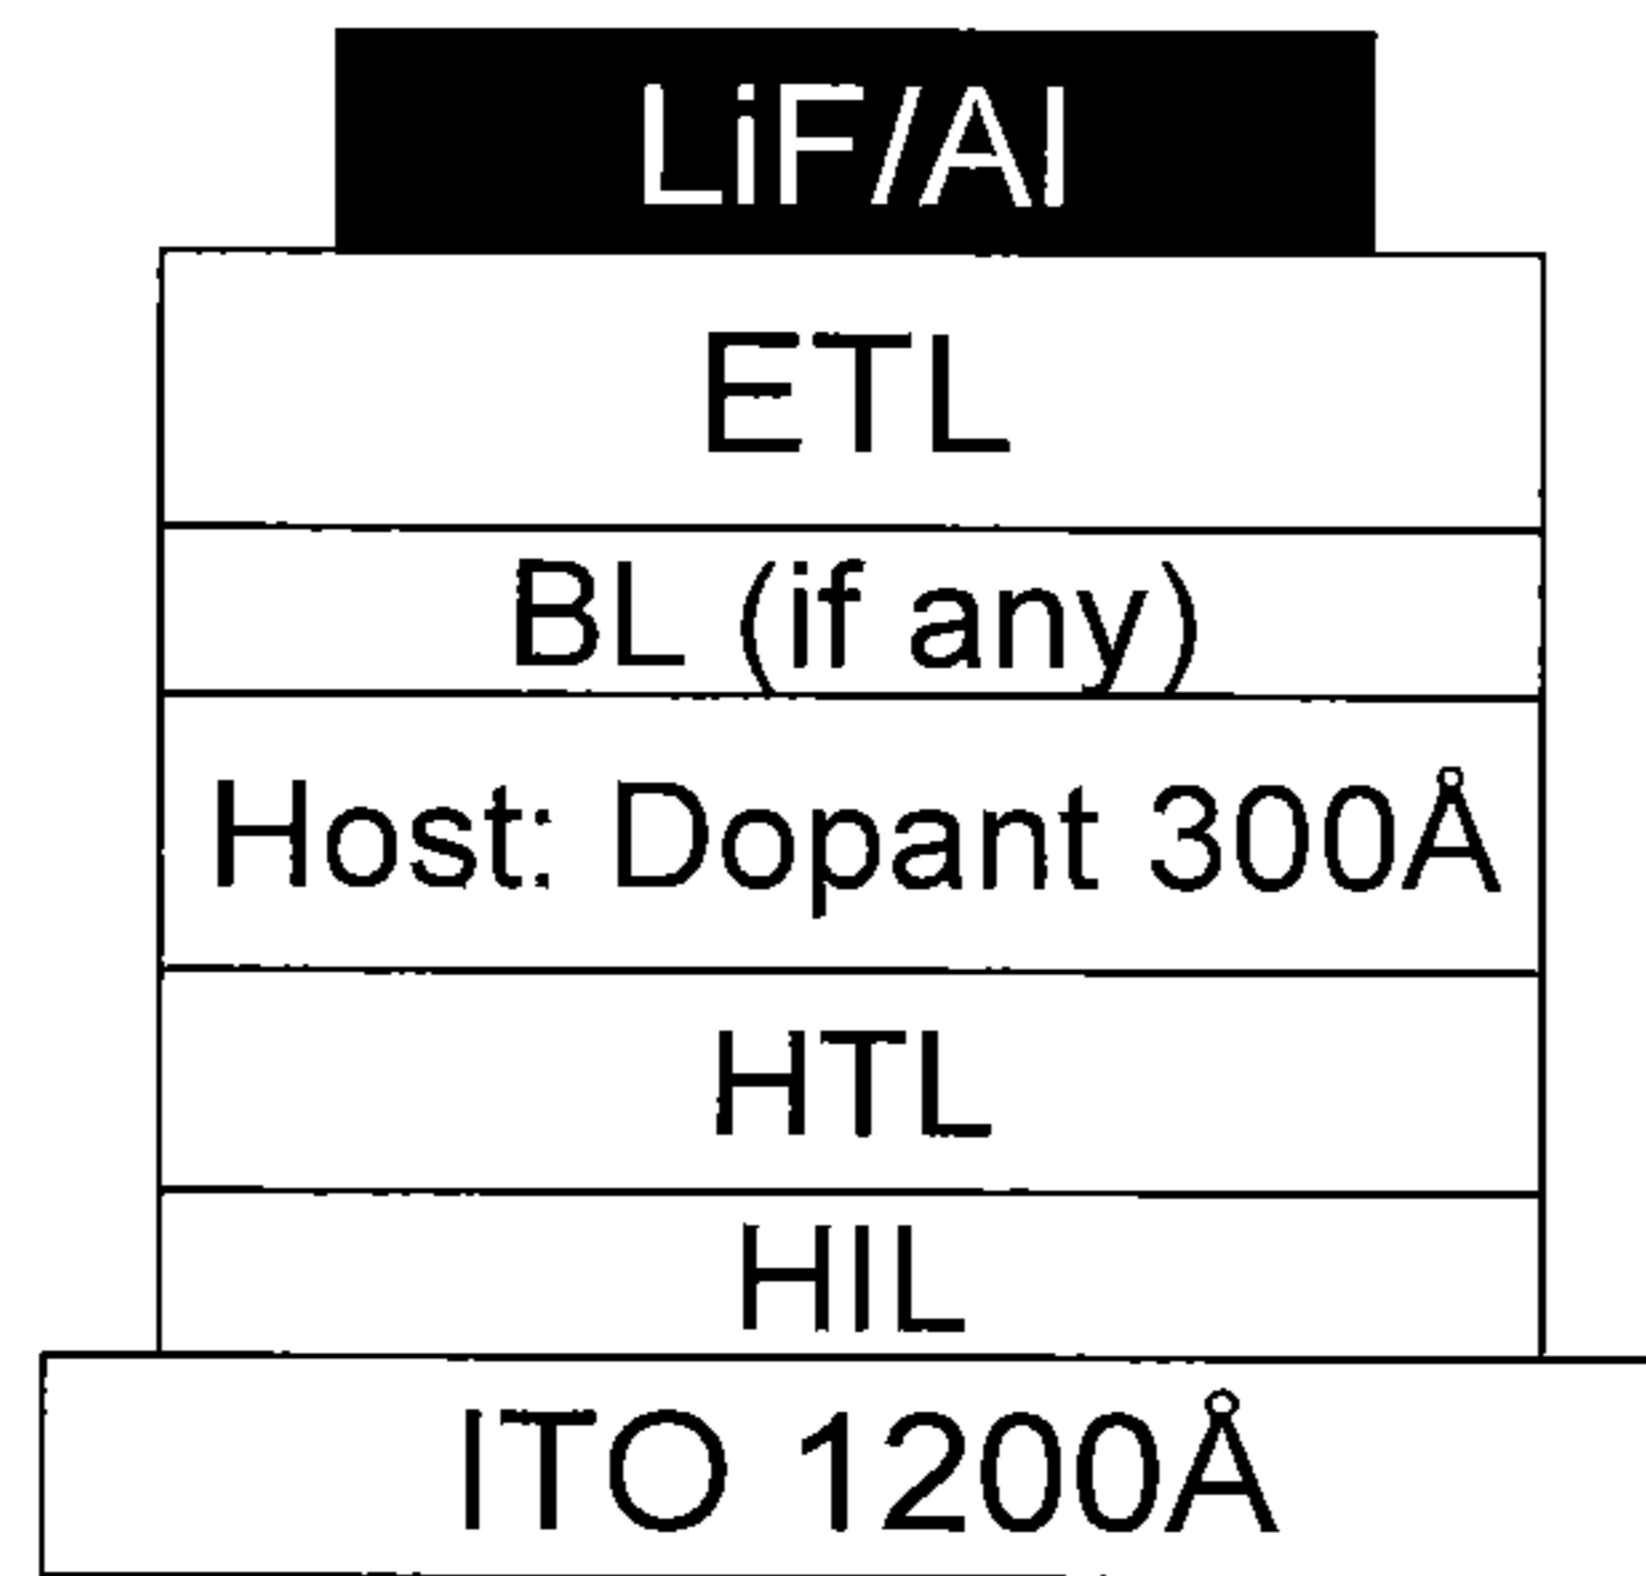 LiF/Al
ETL
BL (if any)
Host: Dopant 300Å
HTL
HIL
ITO 1200Å